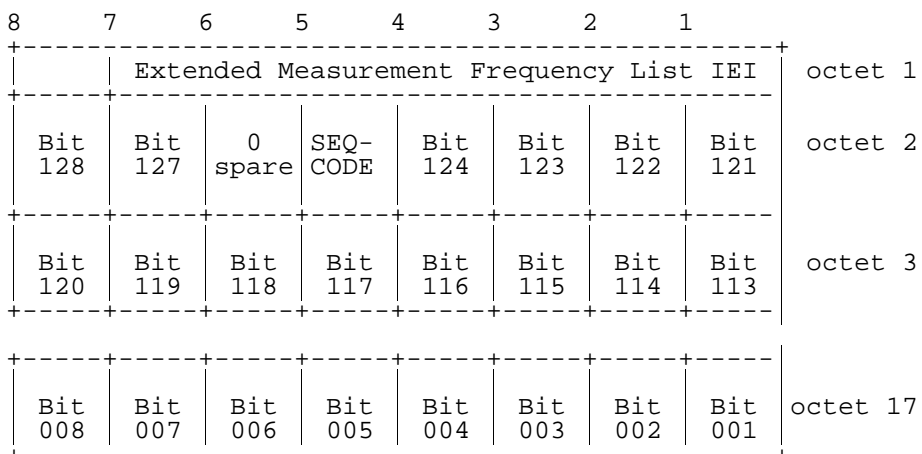 8 7 6 5 4 3 2 1
Extended Measurement Frequency List IEI octet 1
Bit Bit 0 SEQ- Bit Bit Bit Bit octet 2
128 127 spare CODE 124 123 122 121
Bit Bit Bit Bit Bit Bit Bit Bit octet 3
120 119 118 117 116 115 114 113
Bit Bit Bit Bit Bit Bit Bit Bit octet 17
008 007 006 005 004 003 002 001